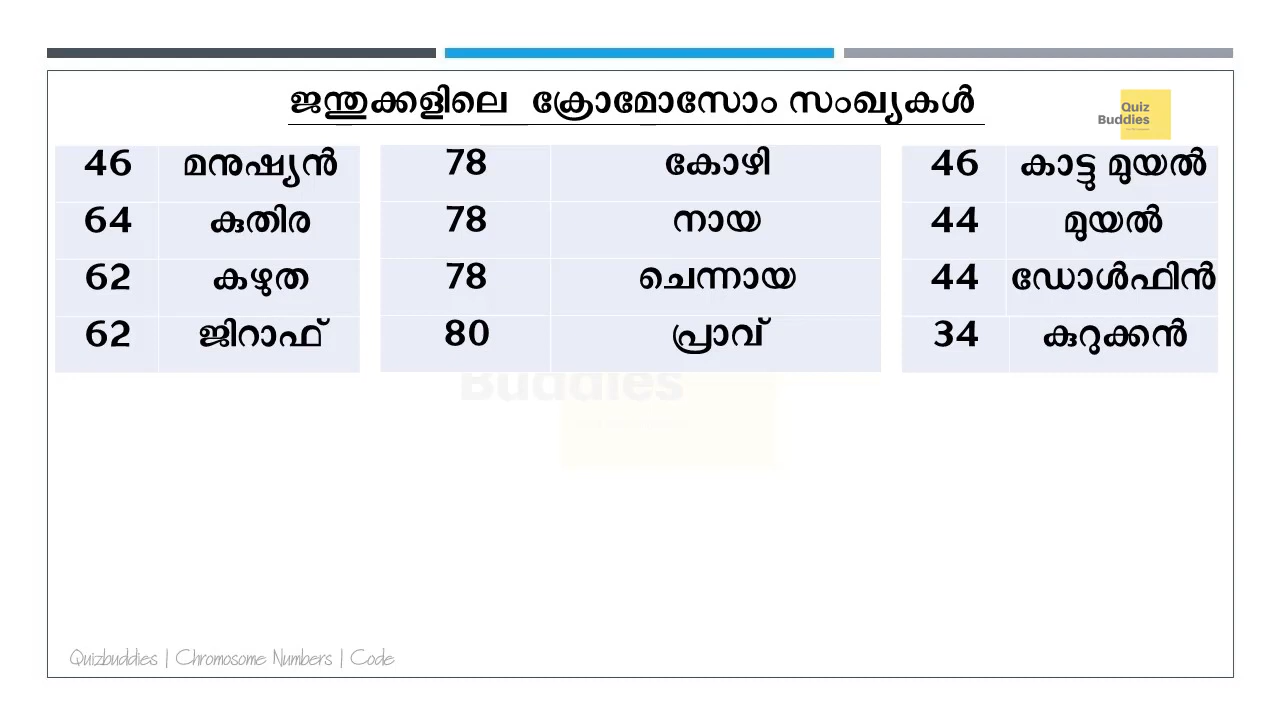 ജന്തുക്കളിലെ ക്രോമോസോം സംഖ്യകൾ
Quiz
Buddies
46 മനുഷ്യൻ
64 കുതിര
62 കഴുത
62 ജിറാഫ്
78 കോഴി
78 നായ
78 ചെന്നായ
80 പ്രാവ്
46 കാട്ടു മുയൽ
44 മുയൽ
44 ഡോൾഫിൻ
34 കുറുക്കൻ
Buddies
Quizbuddies | Chromosome Numbers | Code